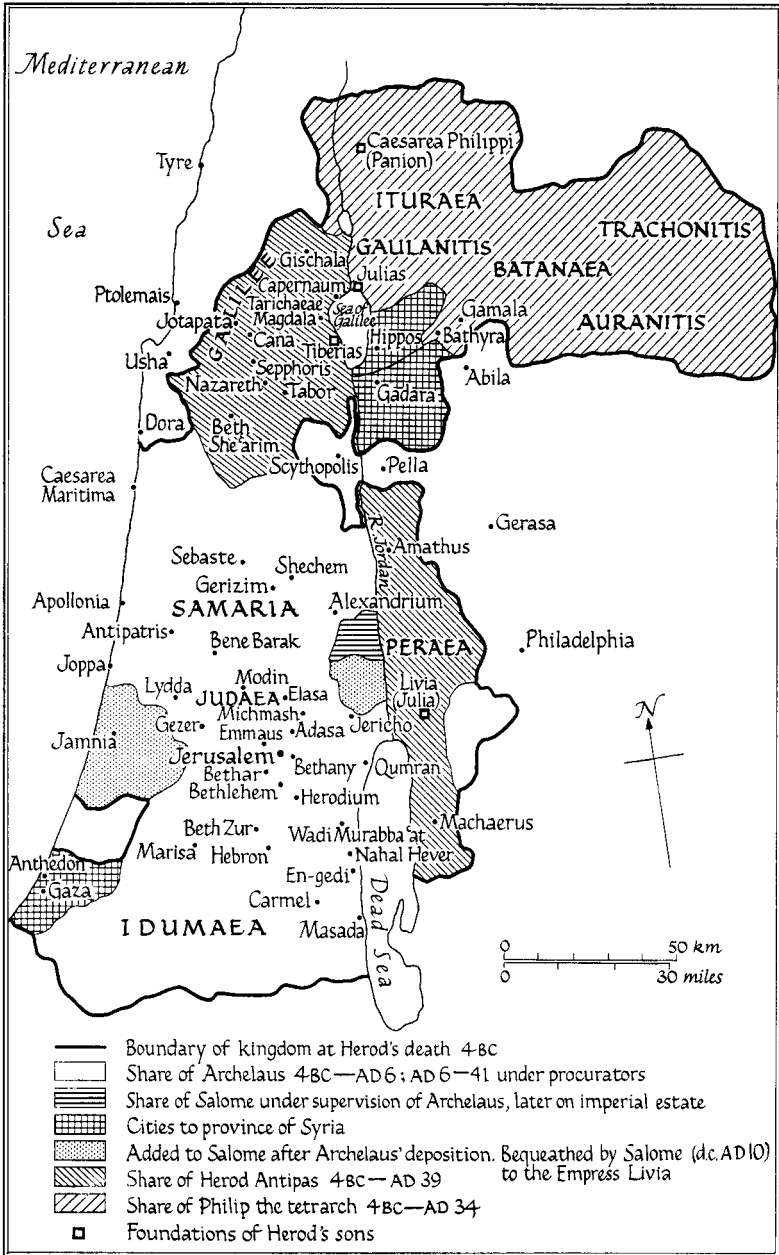 Mediterranean
Sea
Tyre
Caesarea Philippi
(Panion)
ITURAEA
TRACHONITIS
GAULANITIS
BATANAEA
AURANITIS
Gischala
Julias
GALILEE
Capernaum
Ptolemais
Tarichaeae
Sea of
Galilee
Gamala
Jotapata
Magdala
Cana
Tiberias
Hippos
Bathyra
Usha
Sepphoris
Abila
Nazareth
Tabor
Gadara
Dora
Beth
She'arim
Scythopolis
Pella
Caesarea
Maritima
Gerasa
R. Jordan
Amathus
Sebaste
Shechem
Gerizim
Apollonia
SAMARIA
Alexandrium
Antipatris
Bene Barak
PERAEA
Philadelphia
Joppa
Modin
Livia
(Julia)
Lydda
JUDAEA
Elasa
Michmash
Gezer
Emmaus
Adasa
Jericho
Jamnia
Jerusalem
Bethany
Qumran
Bethar
Bethlehem
Herodium
Beth Zur
Wadi Murabba'at
Machaerus
Marisa
Hebron
Nahal Hever
Anthedon
En-gedi
Gaza
Carmel
Dead Sea
IDUMAEA
Masada
N
0 50 km
0 30 miles
Boundary of kingdom at Herod's death 4BC
Share of Archelaus 4BC—AD6; AD6—41 under procurators
Share of Salome under supervision of Archelaus, later on imperial estate
Cities to province of Syria
Added to Salome after Archelaus' deposition. Bequeathed by Salome (d.c.AD10)
to the Empress Livia
Share of Herod Antipas 4BC—AD 39
Share of Philip the tetrarch 4BC—AD 34
Foundations of Herod's sons